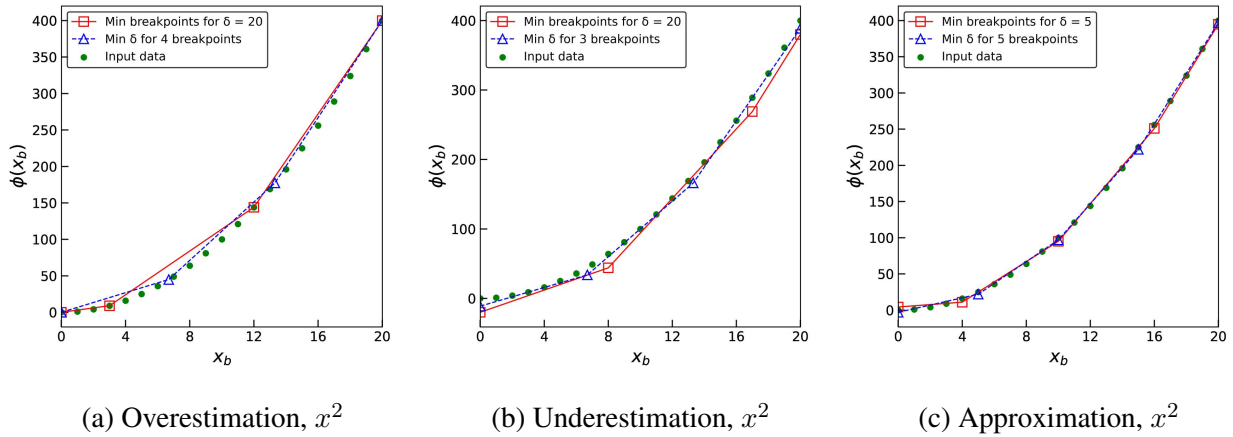 Min breakpoints for δ = 20
Min δ for 4 breakpoints
Input data
400
350
300
250
200
150
100
50
0
ϕ(x_b)
0 4 8 12 16 20
x_b
(a) Overestimation, x²
Min breakpoints for δ = 20
Min δ for 3 breakpoints
Input data
400
300
200
100
0
ϕ(x_b)
0 4 8 12 16 20
x_b
(b) Underestimation, x²
Min breakpoints for δ = 5
Min δ for 5 breakpoints
Input data
400
350
300
250
200
150
100
50
0
ϕ(x_b)
0 4 8 12 16 20
x_b
(c) Approximation, x²